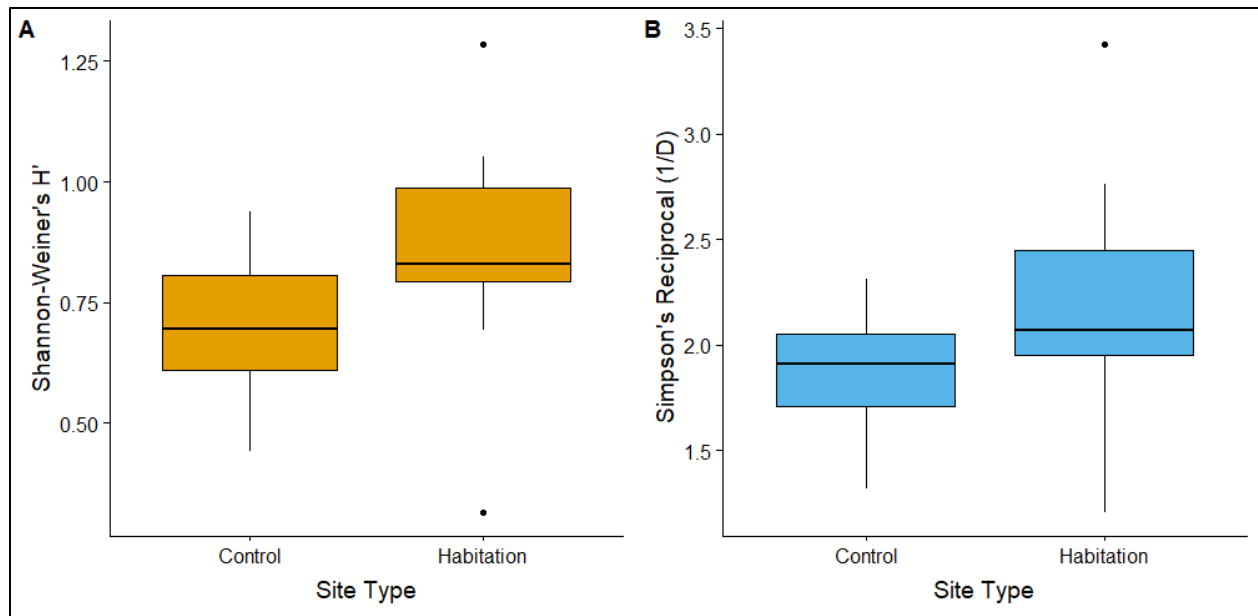 A
Shannon-Weiner's H'
1.25
1.00
0.75
0.50
Control Habitation
Site Type
B
Simpson's Reciprocal (1/D)
3.5
3.0
2.5
2.0
1.5
Control Habitation
Site Type